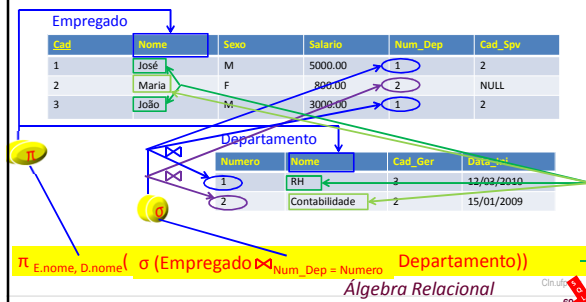 Empregado
Cad Nome Sexo Salario Num_Dep Cad_Spv
1 José M 5000.00 1 2
2 Maria F 800.00 2 NULL
3 João M 3000.00 1 2
π
Departamento
⋈
Numero Nome Cad_Ger Data_Ini
⋈
1 RH 3 12/03/2010
2 Contabilidade 2 15/01/2009
σ
π E.nome, D.nome( σ (Empregado ⋈ Num_Dep = Numero Departamento))
Álgebra Relacional